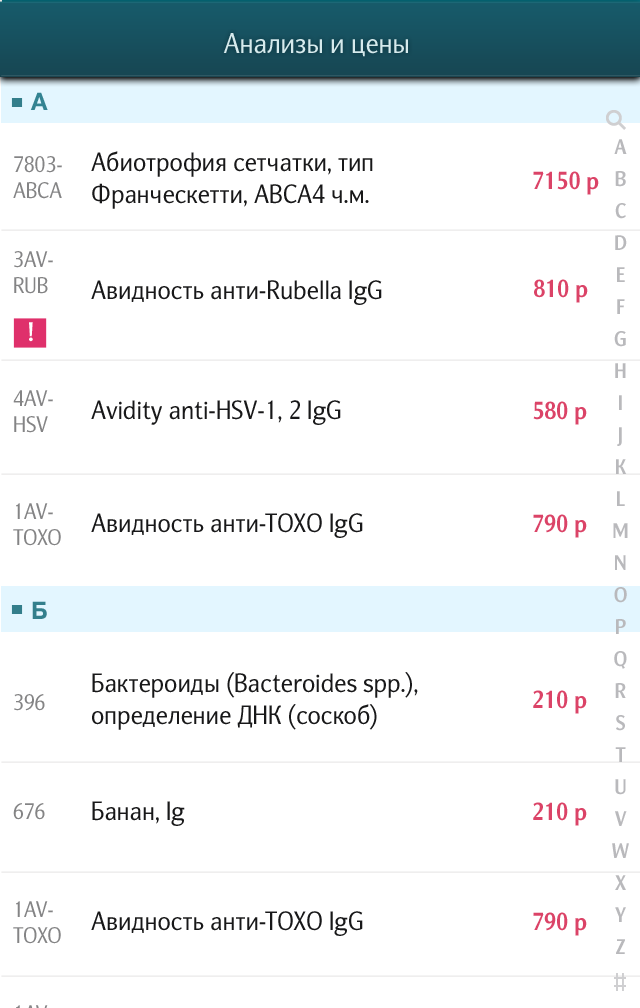 Анализы и цены
А
7803-
ABCA
Абиотрофия сетчатки, тип
Франческетти, ABCA4 ч.м.
7150 р
3AV-
RUB
!
Авидность анти-Rubella IgG
810 р
4AV-
HSV
Avidity anti-HSV-1, 2 IgG
580 р
1AV-
TOXO
Авидность анти-TOXO IgG
790 р
Б
396
Бактероиды (Bacteroides spp.),
определение ДНК (соскоб)
210 р
676
Банан, Ig
210 р
1AV-
TOXO
Авидность анти-TOXO IgG
790 р
A
B
C
D
E
F
G
H
I
J
K
L
M
N
O
P
Q
R
S
T
U
V
W
X
Y
Z
#